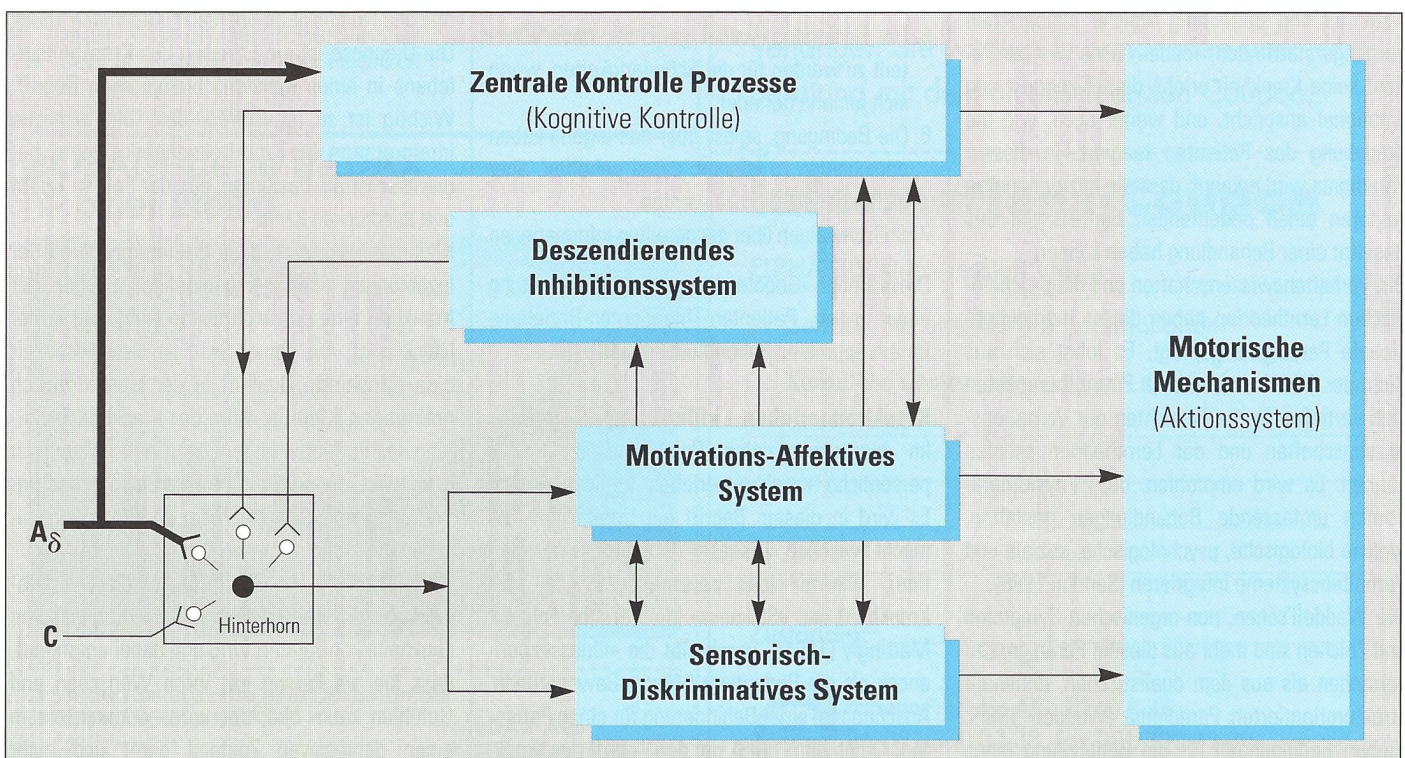 Zentrale Kontrolle Prozesse
(Kognitive Kontrolle)
Deszendierendes
Inhibitionssystem
Motorische
Mechanismen
(Aktionssystem)
Motivations-Affektives
System
Aδ
Hinterhorn
C
Sensorisch-
Diskriminatives System